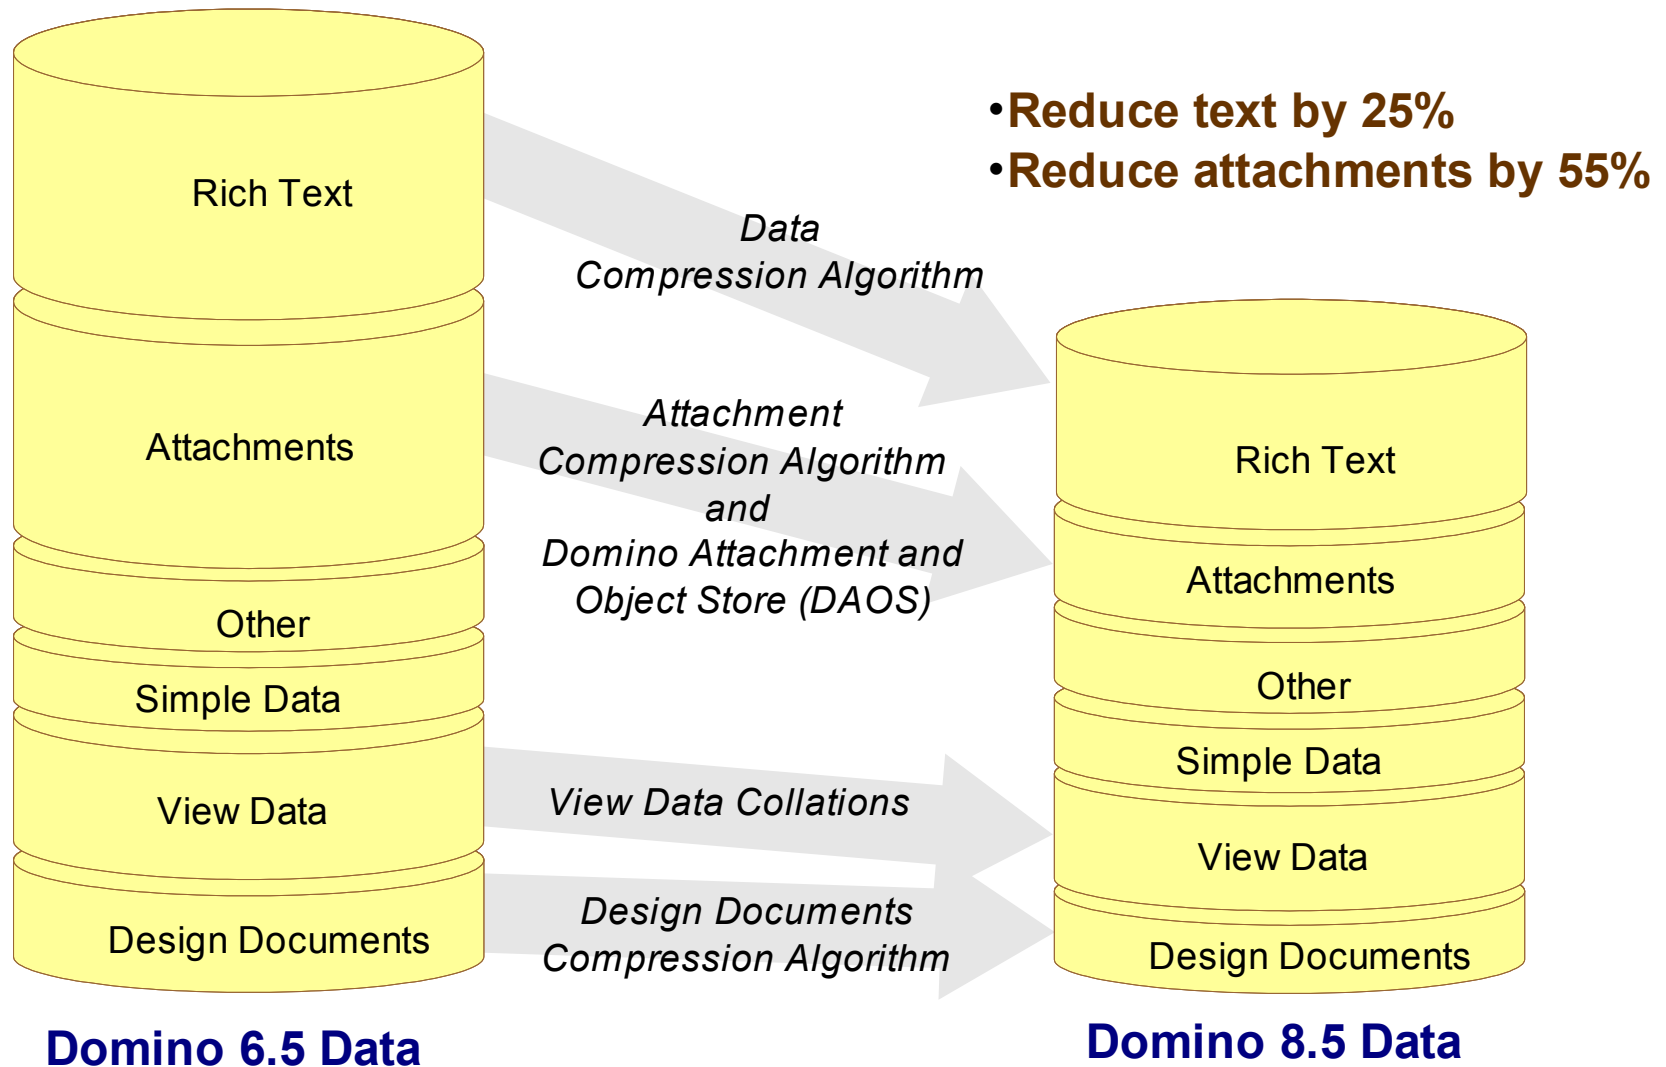 •Reduce text by 25%
•Reduce attachments by 55%
Rich Text
Attachments
Other
Simple Data
View Data
Design Documents
Domino 6.5 Data
Data
Compression Algorithm
Attachment
Compression Algorithm
and
Domino Attachment and
Object Store (DAOS)
View Data Collations
Design Documents
Compression Algorithm
Rich Text
Attachments
Other
Simple Data
View Data
Design Documents
Domino 8.5 Data